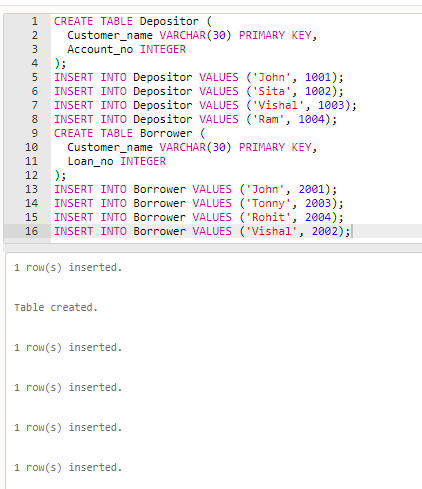 1 CREATE TABLE Depositor (
2 Customer_name VARCHAR(30) PRIMARY KEY,
3 Account_no INTEGER
4 );
5 INSERT INTO Depositor VALUES ('John', 1001);
6 INSERT INTO Depositor VALUES ('Sita', 1002);
7 INSERT INTO Depositor VALUES ('Vishal', 1003);
8 INSERT INTO Depositor VALUES ('Ram', 1004);
9 CREATE TABLE Borrower (
10 Customer_name VARCHAR(30) PRIMARY KEY,
11 Loan_no INTEGER
12 );
13 INSERT INTO Borrower VALUES ('John', 2001);
14 INSERT INTO Borrower VALUES ('Tonny', 2003);
15 INSERT INTO Borrower VALUES ('Rohit', 2004);
16 INSERT INTO Borrower VALUES ('Vishal', 2002);
1 row(s) inserted.
Table created.
1 row(s) inserted.
1 row(s) inserted.
1 row(s) inserted.
1 row(s) inserted.